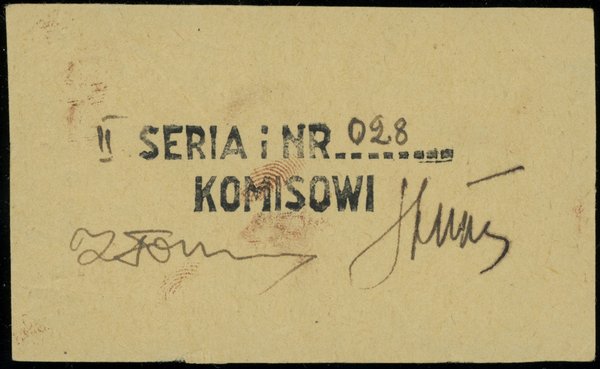 II SERIA i NR. 028
KOMISOWI